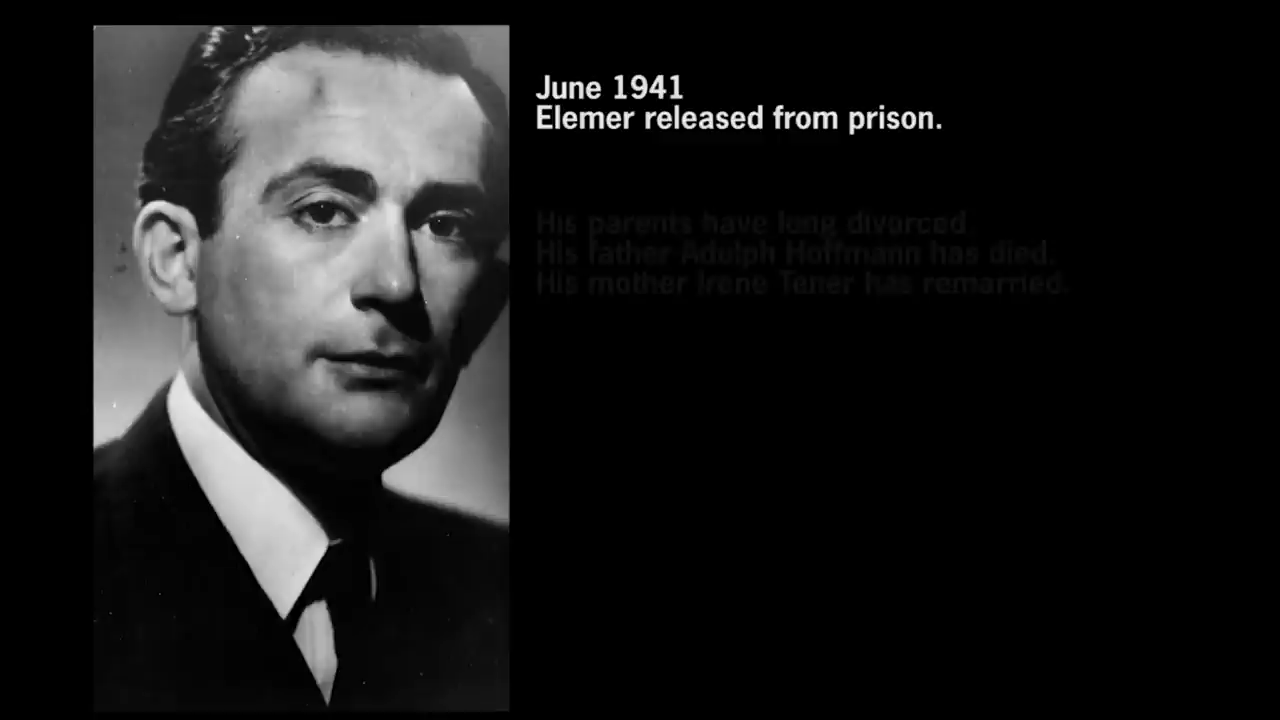 June 1941
Elemer released from prison.
His parents have long divorced.
His father Adulph Hoffmann has died.
His mother Irene Tener has remarried.